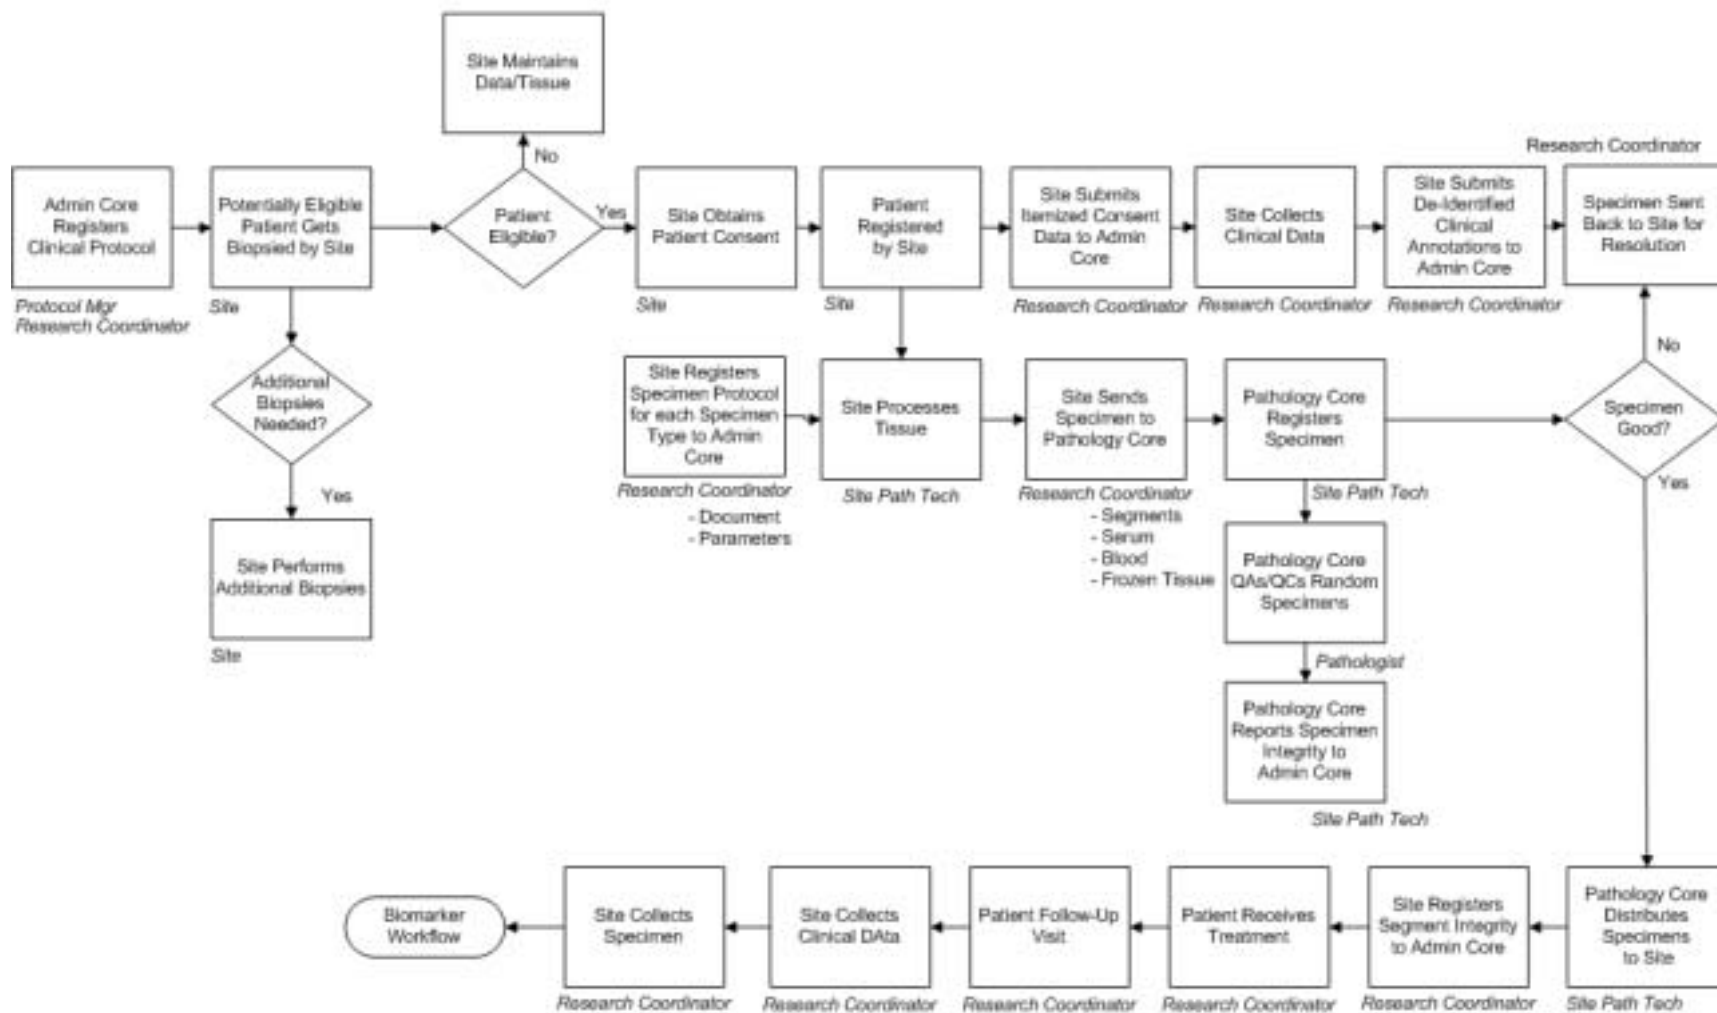 Site Maintains
Data/Tissue
No
Research Coordinator
Admin Core
Registers
Clinical Protocol
Protocol Mgr
Research Coordinator
Potentially Eligible
Patient Gets
Biopsied by Site
Site
Patient
Eligible?
Yes
Site Obtains
Patient Consent
Site
Patient
Registered
by Site
Site
Site Submits
Itemized Consent
Data to Admin
Core
Research Coordinator
Site Collects
Clinical Data
Research Coordinator
Site Submits
De-Identified
Clinical
Annotations to
Admin Core
Research Coordinator
Specimen Sent
Back to Site for
Resolution
No
Additional
Biopsies
Needed?
Yes
Site Performs
Additional Biopsies
Site
Site Registers
Specimen Protocol
for each Specimen
Type to Admin
Core
Research Coordinator
- Document
- Parameters
Site Processes
Tissue
Site Path Tech
Site Sends
Specimen to
Pathology Core
Research Coordinator
- Segments
- Serum
- Blood
- Frozen Tissue
Pathology Core
Registers
Specimen
Site Path Tech
Specimen
Good?
Yes
Pathology Core
QAs/QCs Random
Specimens
Pathologist
Pathology Core
Reports Specimen
Integrity to
Admin Core
Site Path Tech
Biomarker
Workflow
Site Collects
Specimen
Research Coordinator
Site Collects
Clinical DAta
Research Coordinator
Patient Follow-Up
Visit
Research Coordinator
Patient Receives
Treatment
Research Coordinator
Site Registers
Segment Integrity
to Admin Core
Research Coordinator
Pathology Core
Distributes
Specimens
to Site
Site Path Tech